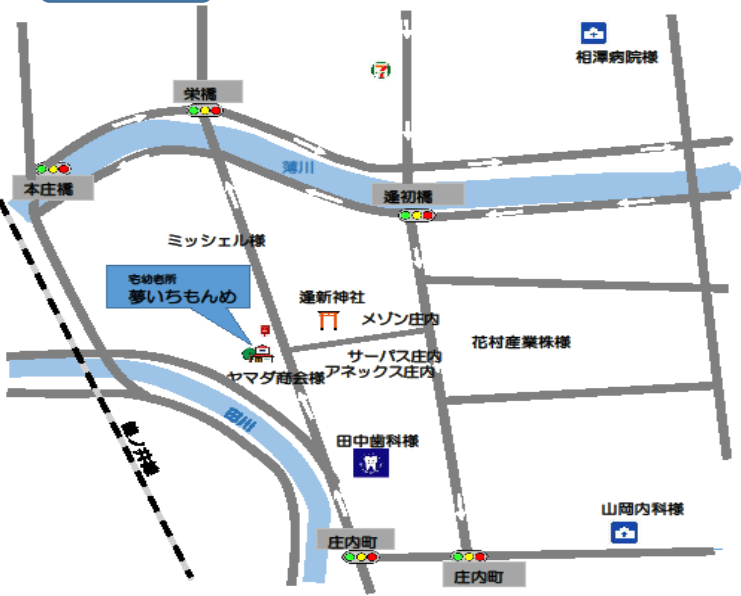 相澤病院様
栄橋
薄川
本庄橋
逢初橋
ミッシェル様
宅幼老所
夢いちもんめ
逢新神社
メゾン庄内
花村産業株様
サーパス庄内
ヤマダ商会様
アネックス庄内
田川
篠ノ井線
田中歯科様
山岡内科様
庄内町
庄内町